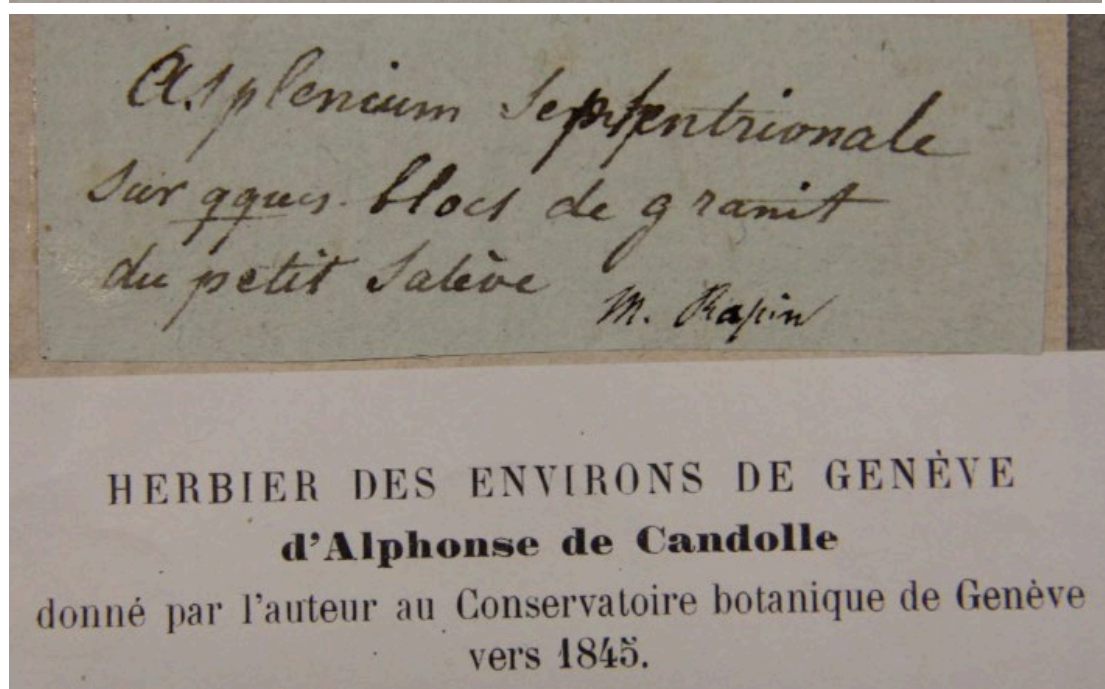 Asplenium septentrionale
sur qques. blocs de granit
du petit Salève
M. Rapin
HERBIER DES ENVIRONS DE GENÈVE
d'Alphonse de Candolle
donné par l'auteur au Conservatoire botanique de Genève
vers 1845.